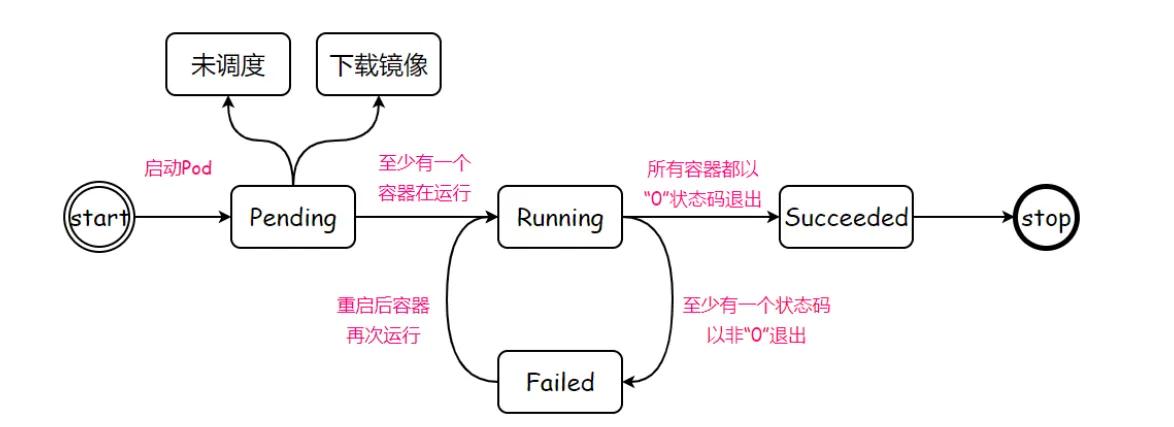 未调度
下载镜像
启动Pod
至少有一个
容器在运行
所有容器都以
“0”状态码退出
start
Pending
Running
Succeeded
stop
重启后容器
再次运行
至少有一个状态码
以非“0”退出
Failed